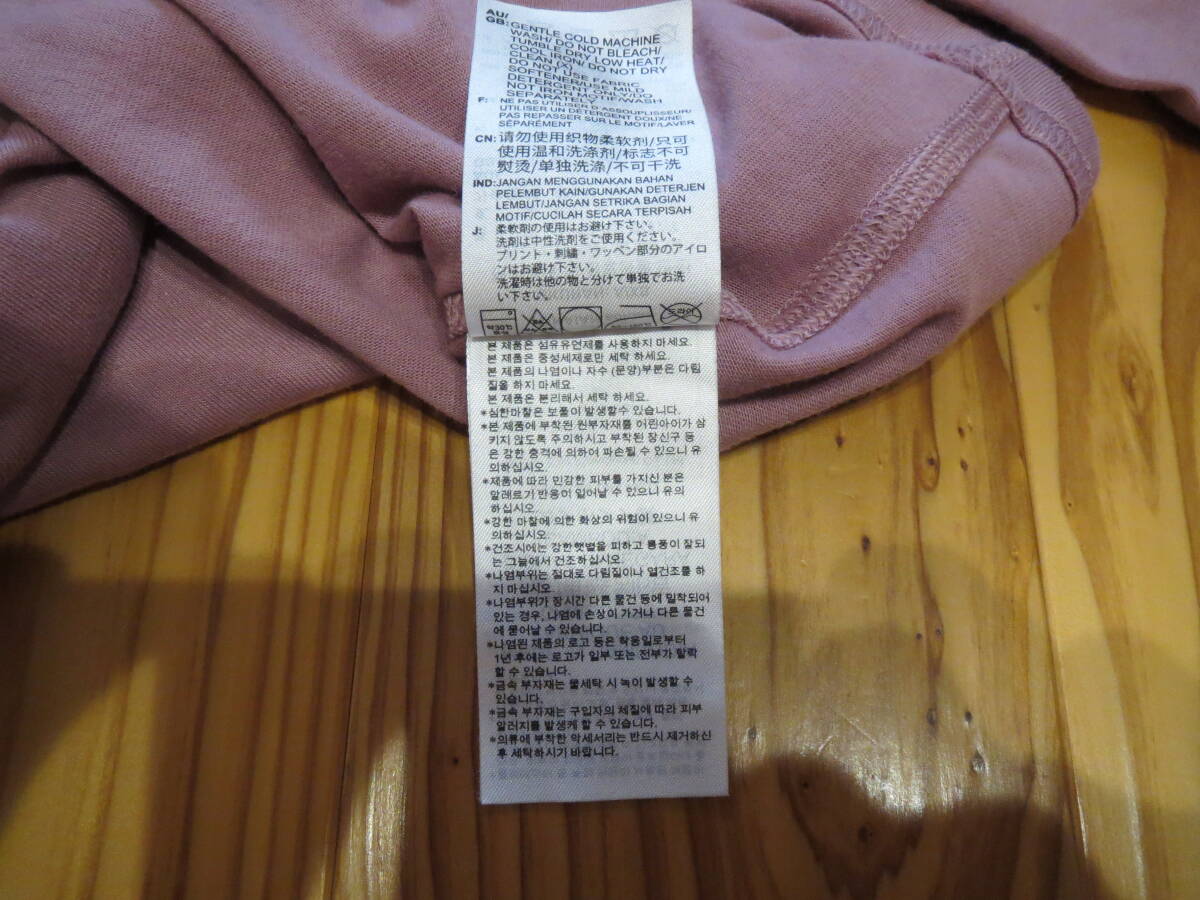 AU/
GB: GENTLE COLD MACHINE
WASH/ DO NOT BLEACH/
TUMBLE DRY LOW HEAT/
COOL IRON/ DO NOT DRY
CLEAN (X)
DO NOT USE FABRIC
SOFTENER/USE MILD
DETERGENT ONLY/DO
NOT IRON MOTIF/WASH
SEPARATELY
F: NE PAS UTILISER D'ASSOUPLISSEUR/
UTILISER UN DETERGENT DOUX/NE
PAS REPASSER SUR LE MOTIF/LAVER
SÉPARÉMENT
CN: 请勿使用织物柔软剂/只可
使用温和洗涤剂/标志不可
熨烫/单独洗涤/不可干洗
IND: JANGAN MENGGUNAKAN BAHAN
PELEMBUT KAIN/GUNAKAN DETERJEN
LEMBUT/JANGAN SETRIKA BAGIAN
MOTIF/CUCILAH SECARA TERPISAH
J: 柔軟剤の使用はお避け下さい。
洗剤は中性洗剤をご使用ください。
プリント・刺繍・ワッペン部分のアイロ
ンはお避け下さい。
洗濯時は他の物と分けて単独でお洗
い下さい。
약30℃ 드라이
본 제품은 섬유유연제를 사용하지 마세요.
본 제품은 중성세제로만 세탁 하세요.
본 제품의 나염이나 자수 (문양)부분은 다림
질을 하지 마세요.
본 제품은 분리해서 세탁 하세요.
*심한마찰은 보풀이 발생할수 있습니다.
*본 제품에 부착된 원부자재를 어린아이가 삼
키지 않도록 주의하시고 부착된 장신구 등
은 강한 충격에 의하여 파손될 수 있으니 유
의하십시오.
*제품에 따라 민감한 피부를 가지신 분은
알레르기 반응이 일어날 수 있으니 유의
하십시오.
*강한 마찰에 의한 화상의 위험이 있으니 유
의하십시오.
*건조시에는 강한햇볕을 피하고 통풍이 잘되
는 그늘에서 건조하십시오.
*나염부위는 절대로 다림질이나 열건조를 하
지 마십시오.
*나염부위가 장시간 다른 물건 등에 밀착되어
있는 경우, 나염에 손상이 가거나 다른 물건
에 묻어날 수 있습니다.
*나염된 제품의 로고 등은 착용일로부터
1년 후에는 로고가 일부 또는 전부가 탈락
할 수 있습니다.
*금속 부자재는 물세탁 시 녹이 발생할 수
있습니다.
*금속 부자재는 구입자의 체질에 따라 피부
알러지를 발생케 할 수 있습니다.
*의류에 부착한 악세서리는 반드시 제거하신
후 세탁하시기 바랍니다.